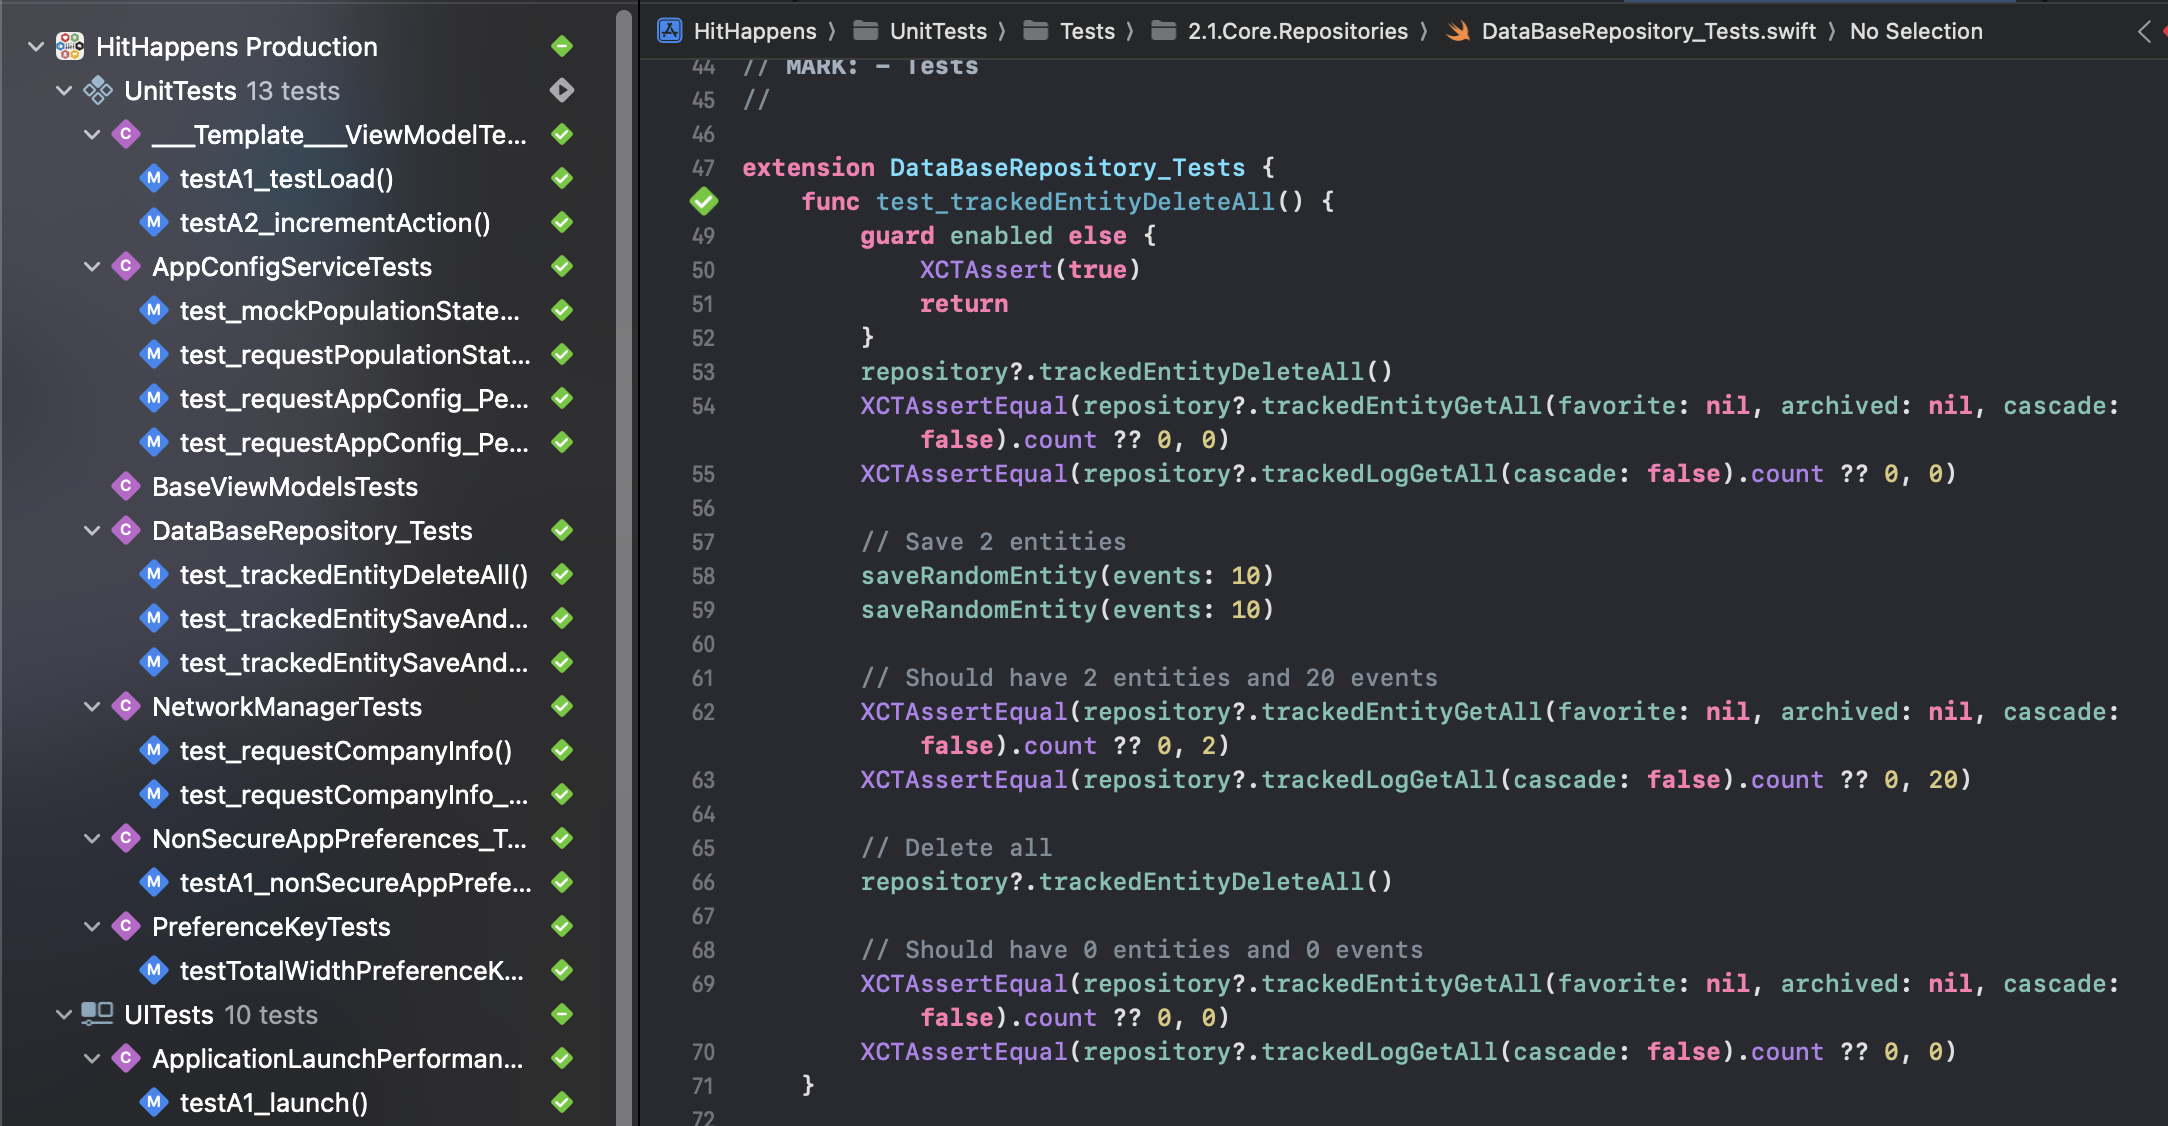 HitHappens Production
UnitTests 13 tests
___Template___ViewModelTe...
testA1_testLoad()
testA2_incrementAction()
AppConfigServiceTests
test_mockPopulationState...
test_requestPopulationStat...
test_requestAppConfig_Pe...
test_requestAppConfig_Pe...
BaseViewModelsTests
DataBaseRepository_Tests
test_trackedEntityDeleteAll()
test_trackedEntitySaveAnd...
test_trackedEntitySaveAnd...
NetworkManagerTests
test_requestCompanyInfo()
test_requestCompanyInfo_...
NonSecureAppPreferences_T...
testA1_nonSecureAppPrefe...
PreferenceKeyTests
testTotalWidthPreferenceK...
UITests 10 tests
ApplicationLaunchPerforman...
testA1_launch()
HitHappens 〉 UnitTests 〉 Tests 〉 2.1.Core.Repositories 〉 DataBaseRepository_Tests.swift 〉 No Selection
44 // MARK: - Tests
45 //
46
47 extension DataBaseRepository_Tests {
func test_trackedEntityDeleteAll() {
49 guard enabled else {
50 XCTAssert(true)
51 return
52 }
53 repository?.trackedEntityDeleteAll()
54 XCTAssertEqual(repository?.trackedEntityGetAll(favorite: nil, archived: nil, cascade:
false).count ?? 0, 0)
55 XCTAssertEqual(repository?.trackedLogGetAll(cascade: false).count ?? 0, 0)
56
57 // Save 2 entities
58 saveRandomEntity(events: 10)
59 saveRandomEntity(events: 10)
60
61 // Should have 2 entities and 20 events
62 XCTAssertEqual(repository?.trackedEntityGetAll(favorite: nil, archived: nil, cascade:
false).count ?? 0, 2)
63 XCTAssertEqual(repository?.trackedLogGetAll(cascade: false).count ?? 0, 20)
64
65 // Delete all
66 repository?.trackedEntityDeleteAll()
67
68 // Should have 0 entities and 0 events
69 XCTAssertEqual(repository?.trackedEntityGetAll(favorite: nil, archived: nil, cascade:
false).count ?? 0, 0)
70 XCTAssertEqual(repository?.trackedLogGetAll(cascade: false).count ?? 0, 0)
71 }
72